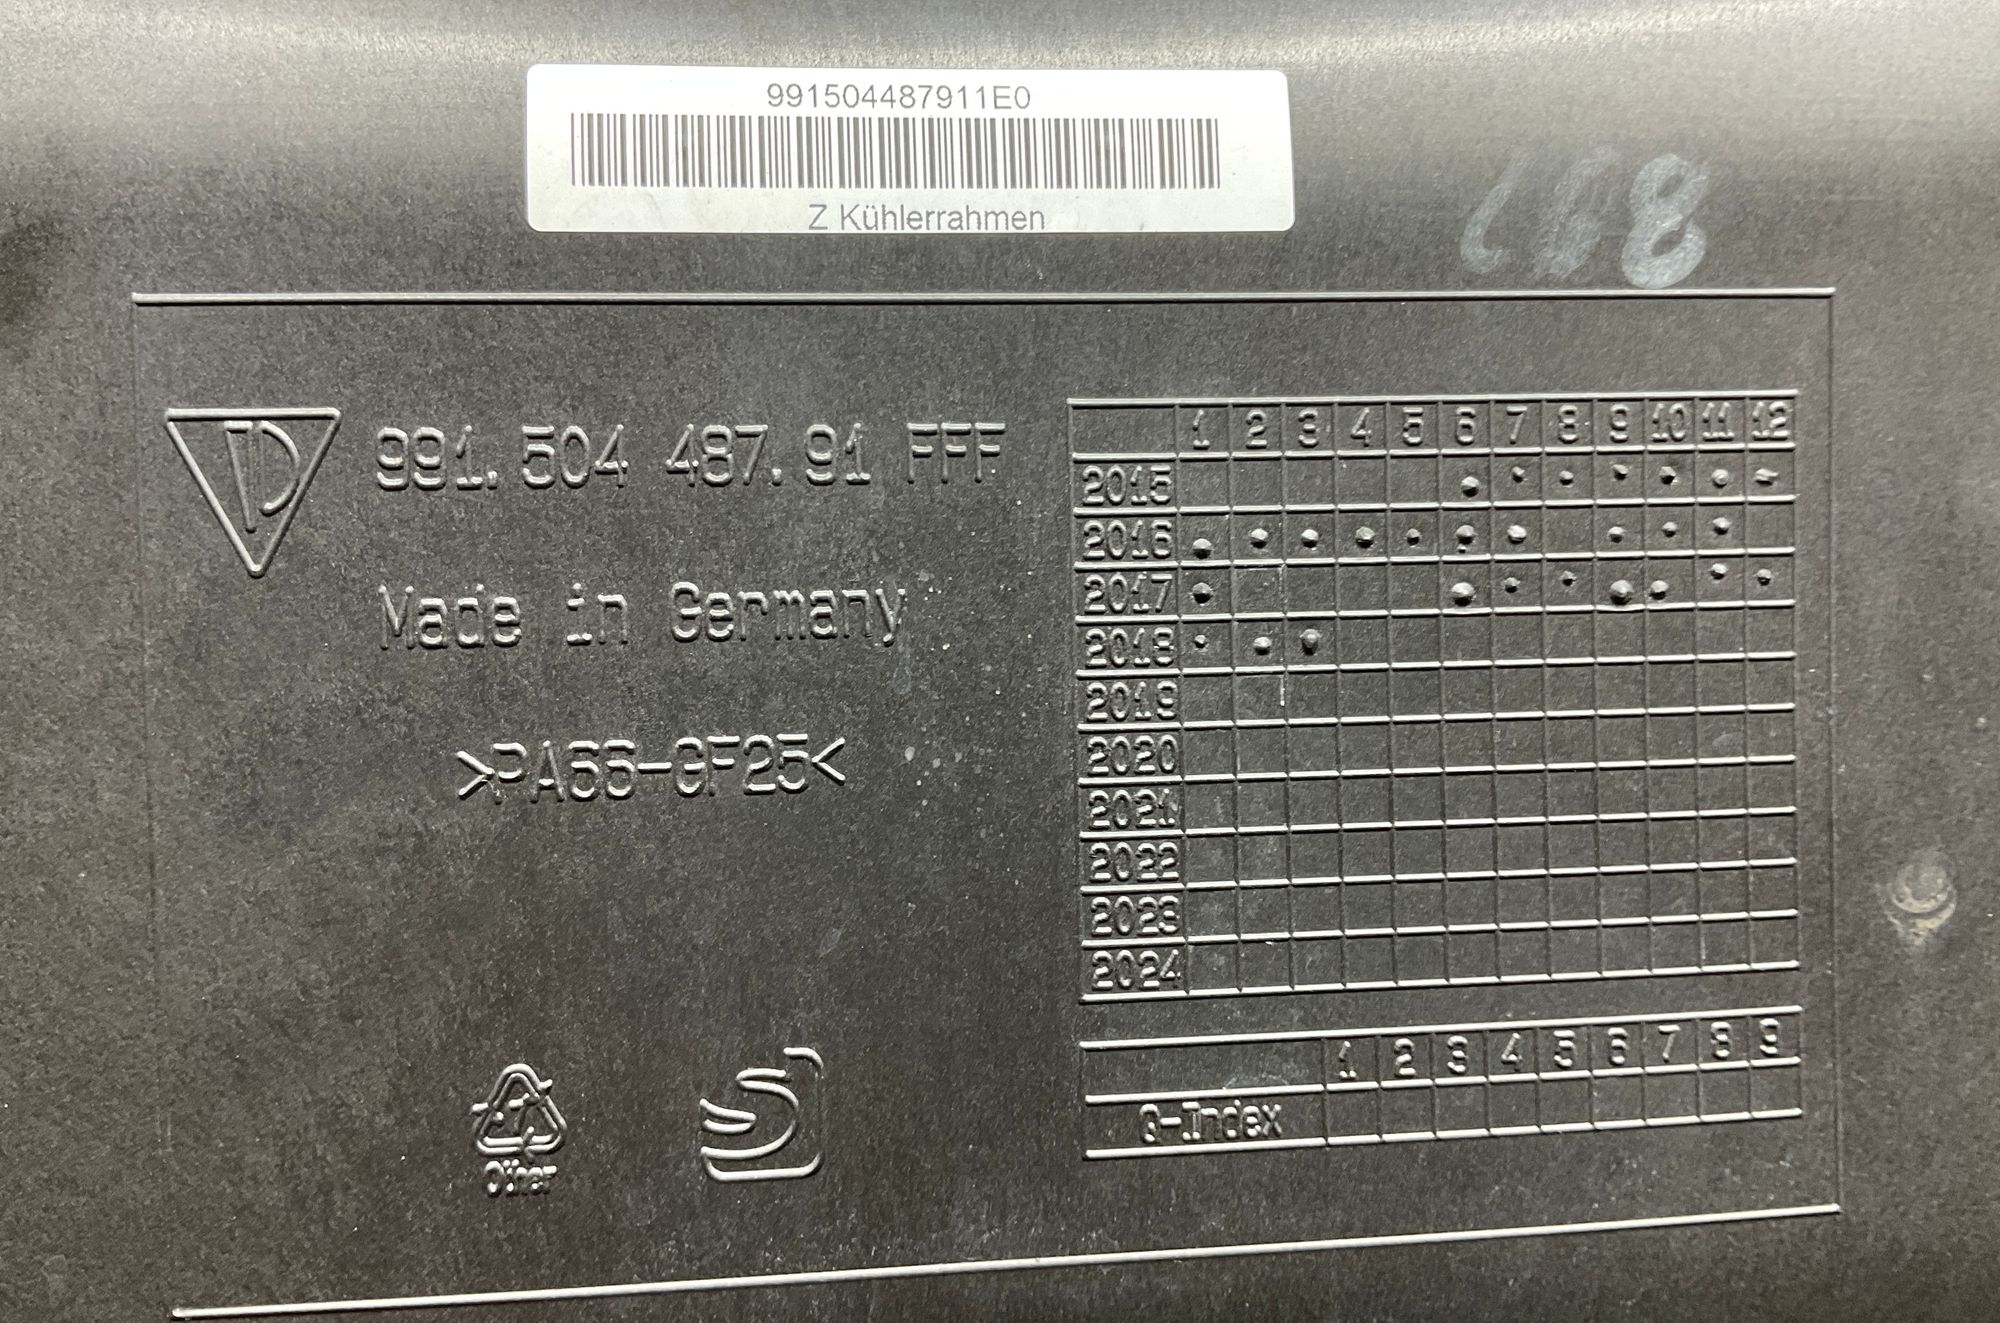 991504487911E0
Z Kühlerrahmen
991. 504 487. 91 FFF
Made in Germany
>PA66-GF25<
Other
1 2 3 4 5 6 7 8 9 10 11 12
2015
2016
2017
2018
2019
2020
2021
2022
2023
2024
1 2 3 4 5 6 7 8 9
G-Index